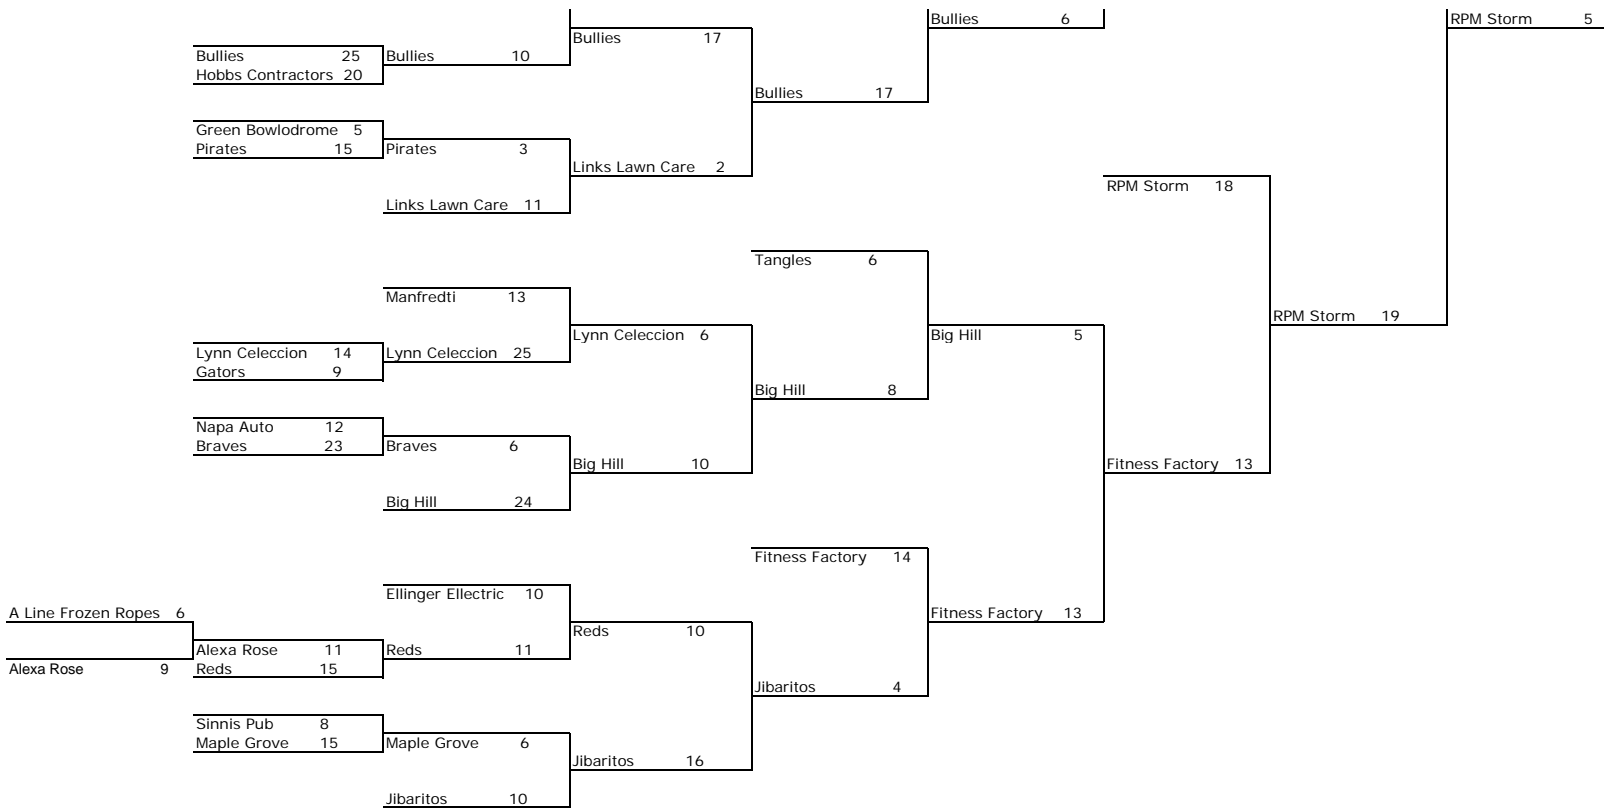 Bullies 6
RPM Storm 5
Bullies 17
Bullies 25
Hobbs Contractors 20
Bullies 10
Bullies 17
Green Bowlodrome 5
Pirates 15
Pirates 3
Links Lawn Care 2
Links Lawn Care 11
RPM Storm 18
Tangles 6
Manfredti 13
RPM Storm 19
Lynn Celeccion 6
Big Hill 5
Lynn Celeccion 14
Gators 9
Lynn Celeccion 25
Big Hill 8
Napa Auto 12
Braves 23
Braves 6
Big Hill 10
Fitness Factory 13
Big Hill 24
Fitness Factory 14
Ellinger Ellectric 10
A Line Frozen Ropes 6
Fitness Factory 13
Reds 10
Alexa Rose 11
Reds 15
Reds 11
Alexa Rose 9
Jibaritos 4
Sinnis Pub 8
Maple Grove 15
Maple Grove 6
Jibaritos 16
Jibaritos 10